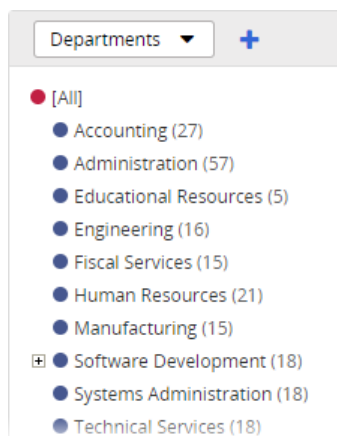 Departments
[All]
Accounting (27)
Administration (57)
Educational Resources (5)
Engineering (16)
Fiscal Services (15)
Human Resources (21)
Manufacturing (15)
Software Development (18)
Systems Administration (18)
Technical Services (18)